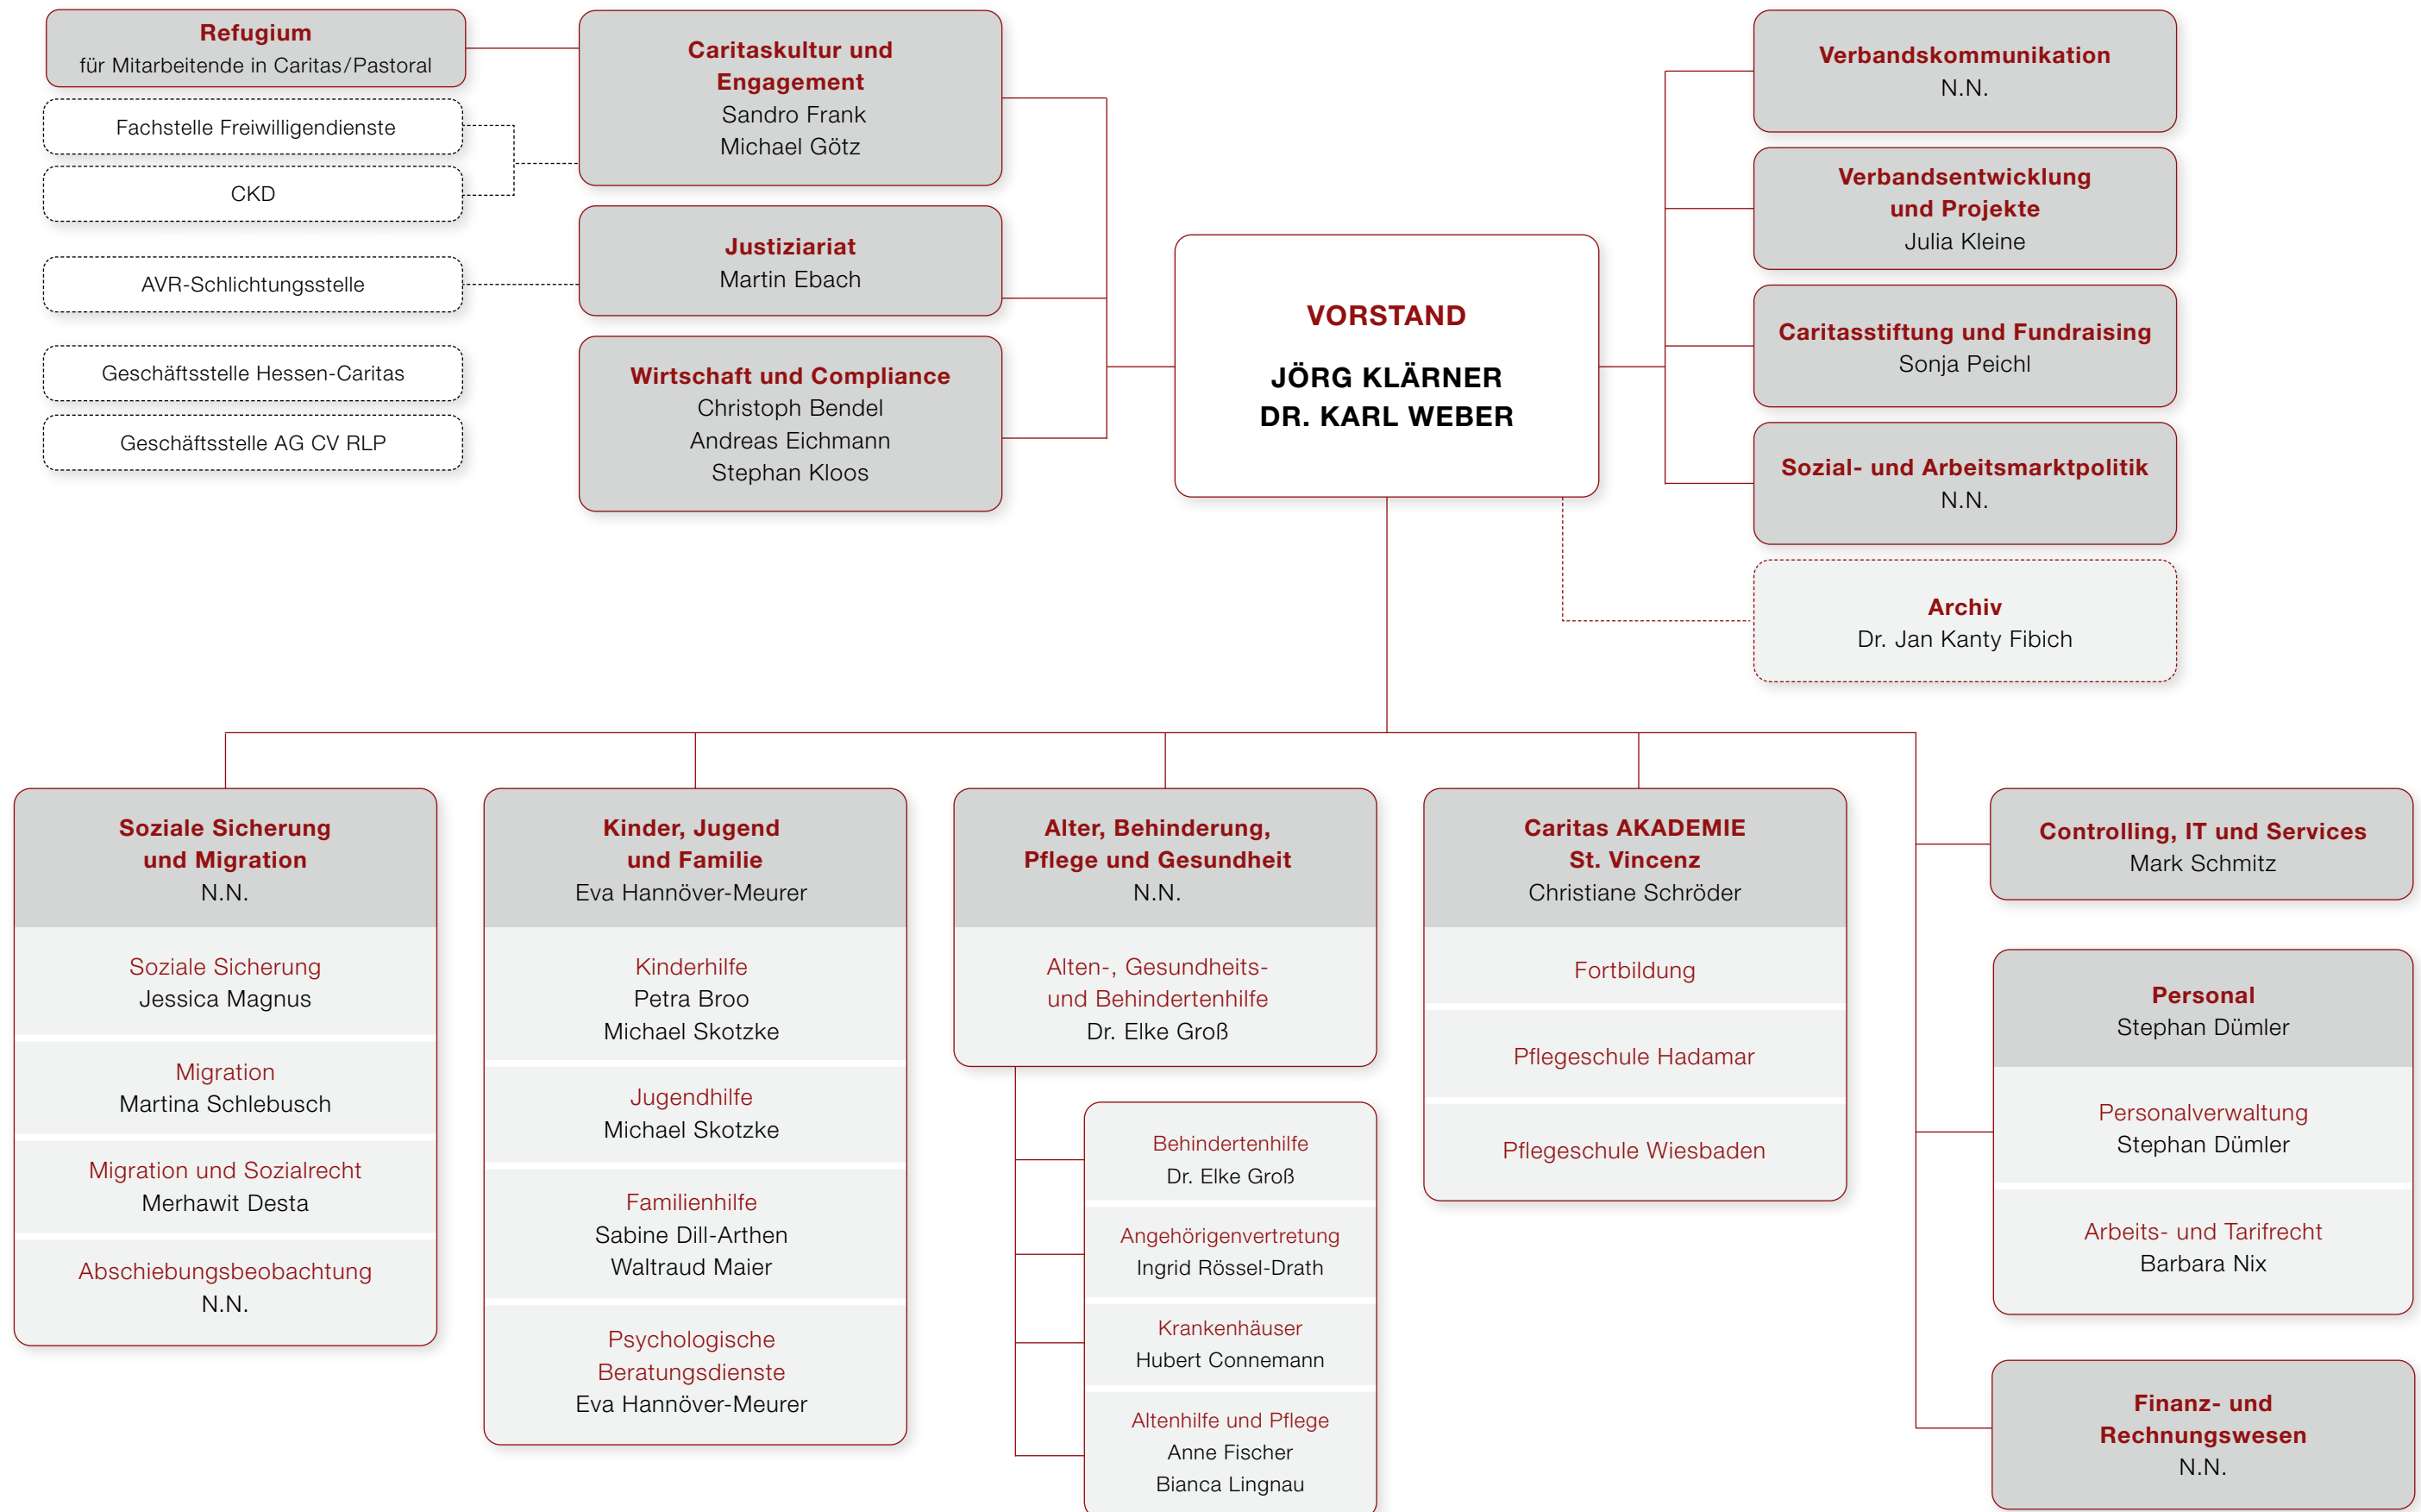 Refugium
für Mitarbeitende in Caritas/Pastoral
Fachstelle Freiwilligendienste
CKD
AVR-Schlichtungsstelle
Geschäftsstelle Hessen-Caritas
Geschäftsstelle AG CV RLP
Caritaskultur und
Engagement
Sandro Frank
Michael Götz
Justiziariat
Martin Ebach
Wirtschaft und Compliance
Christoph Bendel
Andreas Eichmann
Stephan Kloos
VORSTAND
JÖRG KLÄRNER
DR. KARL WEBER
Verbandskommunikation
N.N.
Verbandsentwicklung
und Projekte
Julia Kleine
Caritasstiftung und Fundraising
Sonja Peichl
Sozial- und Arbeitsmarktpolitik
N.N.
Archiv
Dr. Jan Kanty Fibich
Soziale Sicherung
und Migration
N.N.
Soziale Sicherung
Jessica Magnus
Migration
Martina Schlebusch
Migration und Sozialrecht
Merhawit Desta
Abschiebungsbeobachtung
N.N.
Kinder, Jugend
und Familie
Eva Hannöver-Meurer
Kinderhilfe
Petra Broo
Michael Skotzke
Jugendhilfe
Michael Skotzke
Familienhilfe
Sabine Dill-Arthen
Waltraud Maier
Psychologische
Beratungsdienste
Eva Hannöver-Meurer
Alter, Behinderung,
Pflege und Gesundheit
N.N.
Alten-, Gesundheits-
und Behindertenhilfe
Dr. Elke Groß
Behindertenhilfe
Dr. Elke Groß
Angehörigenvertretung
Ingrid Rössel-Drath
Krankenhäuser
Hubert Connemann
Altenhilfe und Pflege
Anne Fischer
Bianca Lingnau
Caritas AKADEMIE
St. Vincenz
Christiane Schröder
Fortbildung
Pflegeschule Hadamar
Pflegeschule Wiesbaden
Controlling, IT und Services
Mark Schmitz
Personal
Stephan Dümler
Personalverwaltung
Stephan Dümler
Arbeits- und Tarifrecht
Barbara Nix
Finanz- und
Rechnungswesen
N.N.